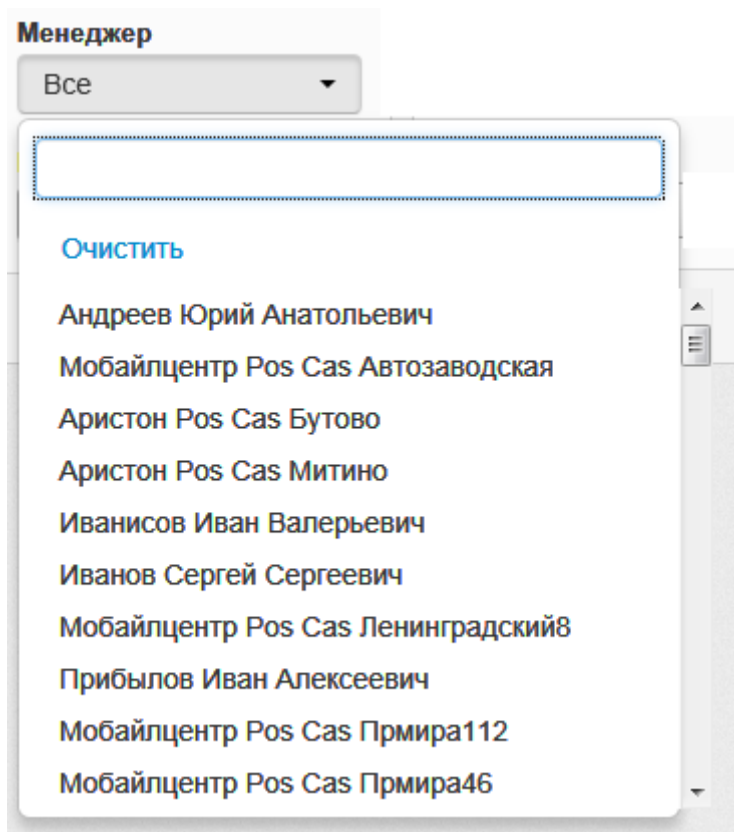 Менеджер
Все
Очистить
Андреев Юрий Анатольевич
Мобайлцентр Pos Cas Автозаводская
Аристон Pos Cas Бутово
Аристон Pos Cas Митино
Иванисов Иван Валерьевич
Иванов Сергей Сергеевич
Мобайлцентр Pos Cas Ленинградский8
Прибылов Иван Алексеевич
Мобайлцентр Pos Cas Прмира112
Мобайлцентр Pos Cas Прмира46